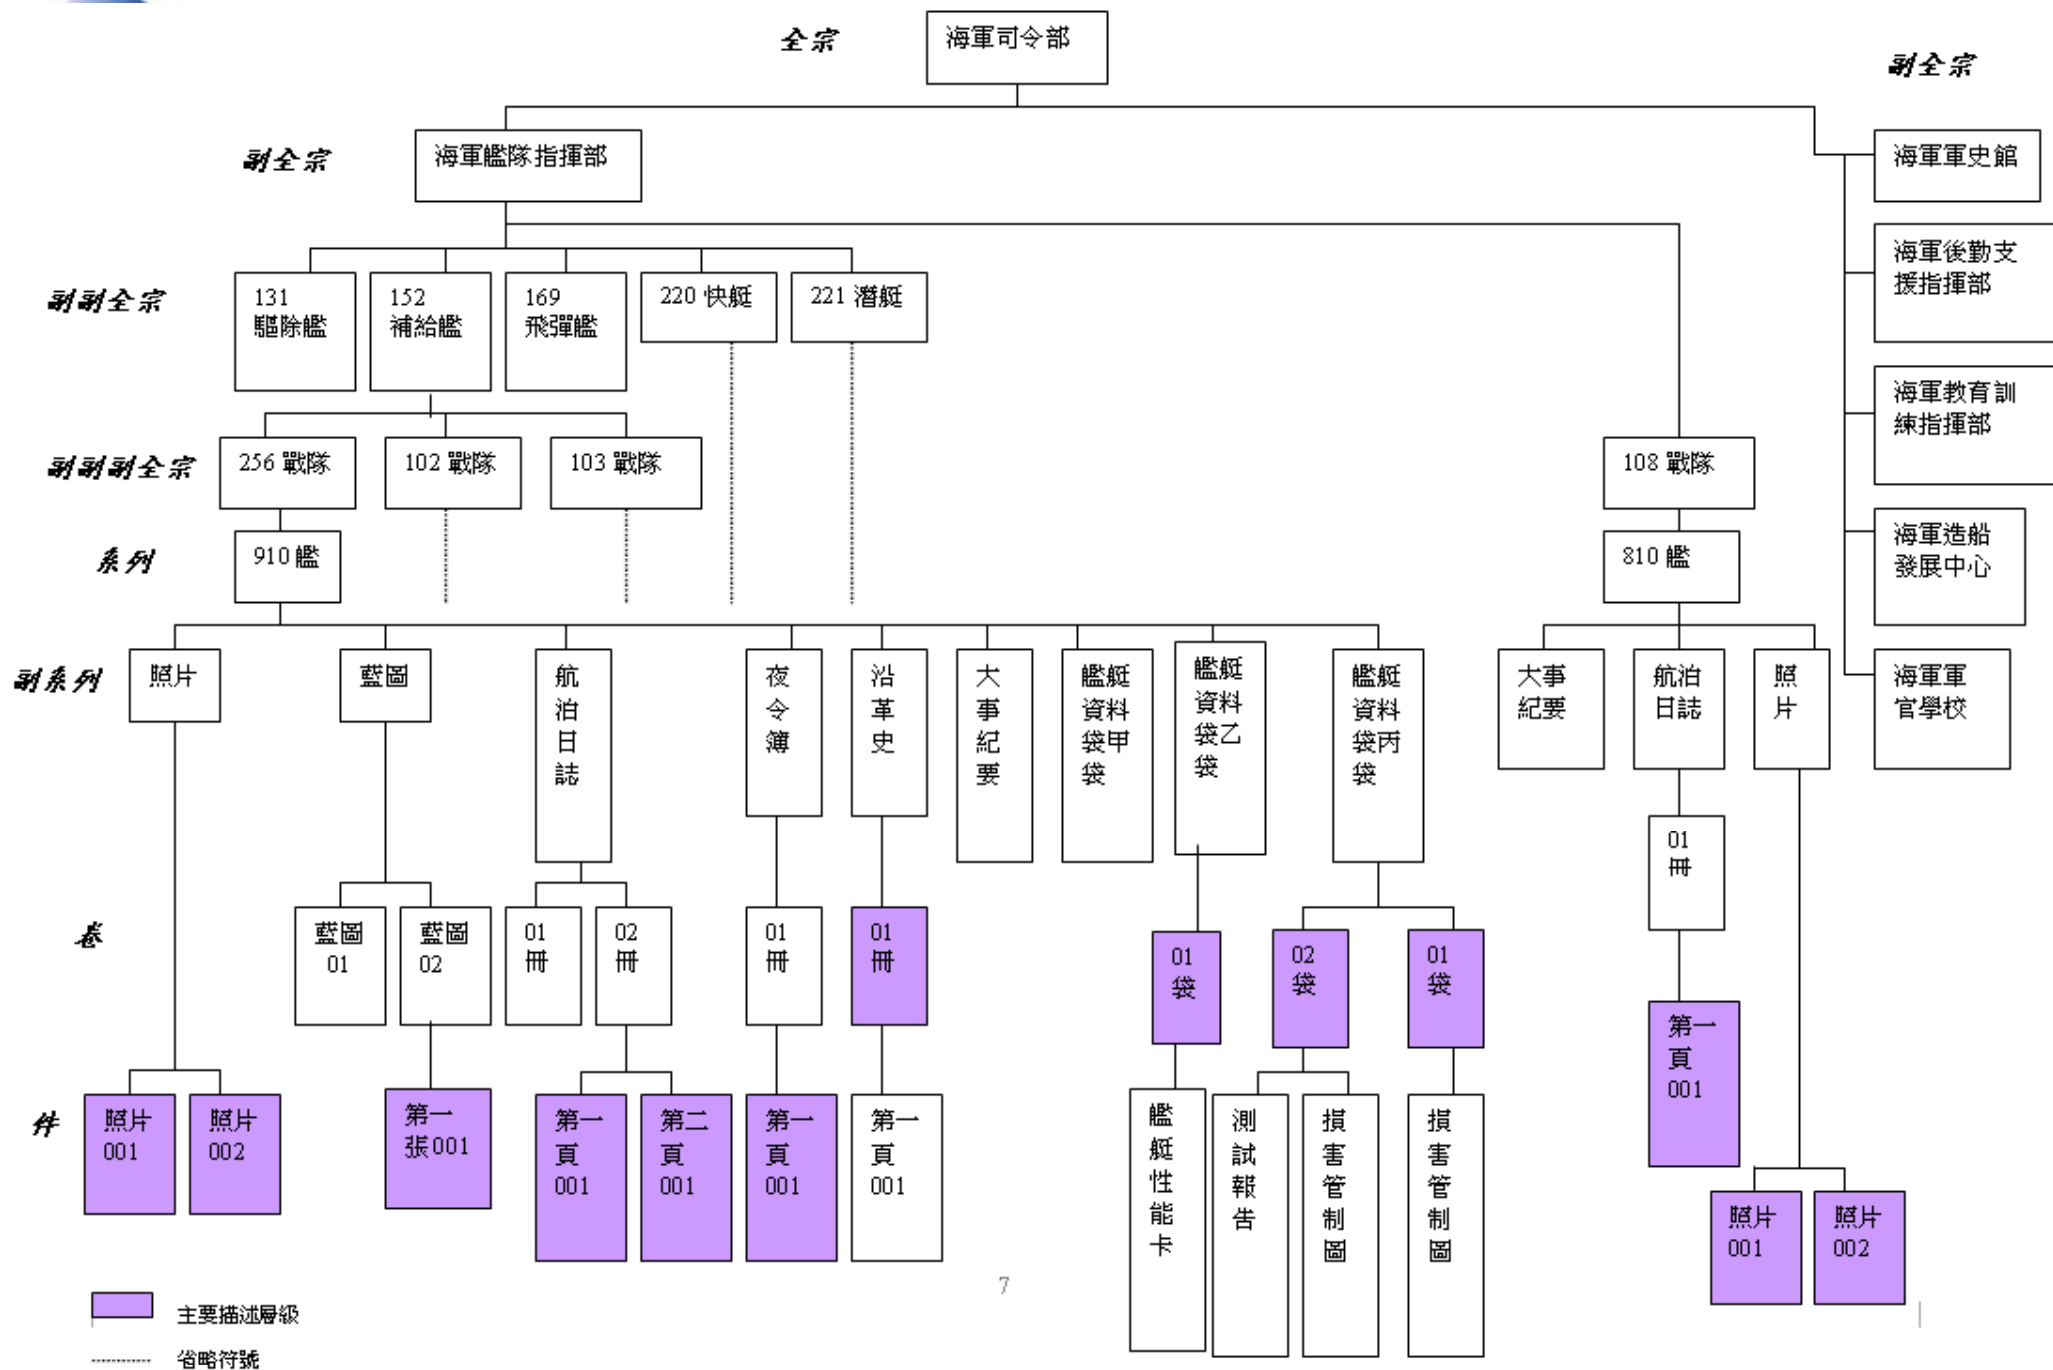 全宗
海軍司令部
副全宗
副全宗
海軍艦隊指揮部
海軍軍史館
海軍後勤支
援指揮部
海軍教育訓
練指揮部
海軍造船
發展中心
海軍軍
官學校
副副全宗
131
驅除艦
152
補給艦
169
飛彈艦
220 快艇
221 潛艇
副副副全宗
256 戰隊
102 戰隊
103 戰隊
108 戰隊
系列
910 艦
810 艦
副系列
照片
藍圖
航
泊
日
誌
夜
令
簿
沿
革
史
大
事
紀
要
艦艇
資料
袋甲
袋
艦艇
資料
袋乙
袋
艦艇
資料
袋丙
袋
大事
紀要
航泊
日誌
照
片
卷
藍圖
01
藍圖
02
01
冊
02
冊
01
冊
01
冊
01
袋
02
袋
01
袋
01
冊
件
照片
001
照片
002
第一
張001
第一
頁
001
第二
頁
001
第一
頁
001
第一
頁
001
艦
艇
性
能
卡
測
試
報
告
損
害
管
制
圖
損
害
管
制
圖
第一
頁
001
照片
001
照片
002
7
主要描述層級
省略符號